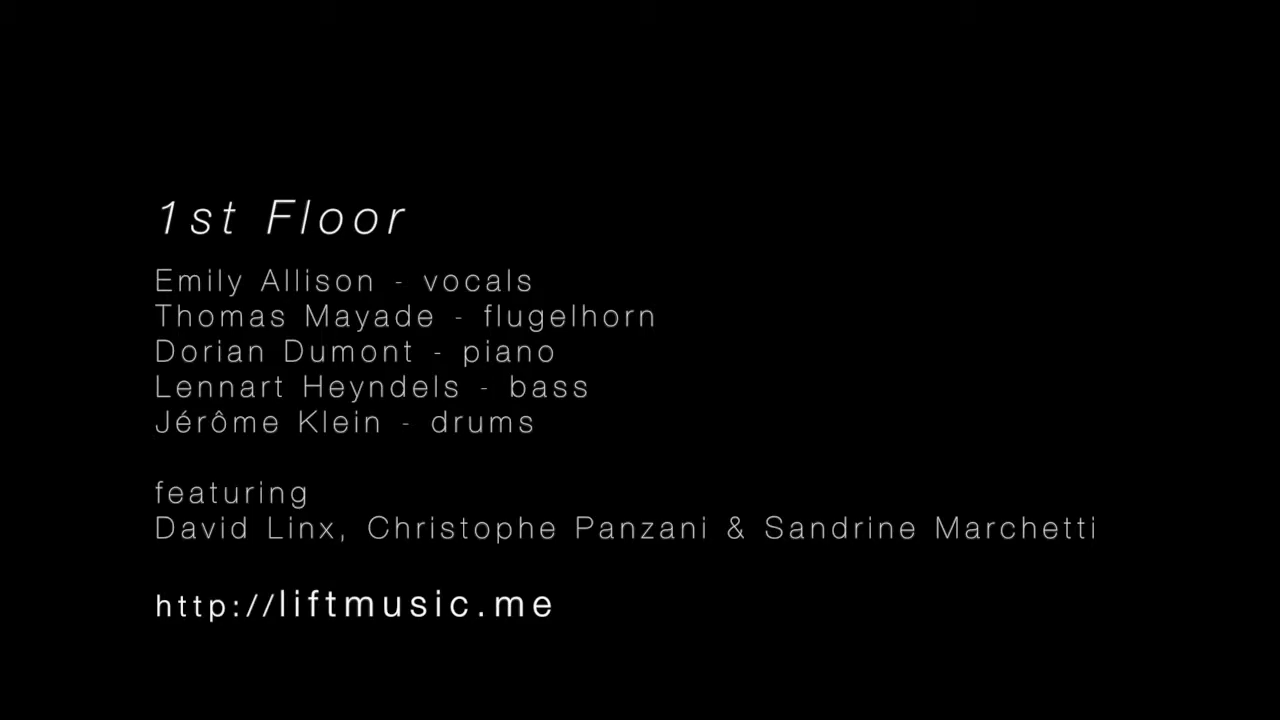 1st Floor
Emily Allison - vocals
Thomas Mayade - flugelhorn
Dorian Dumont - piano
Lennart Heyndels - bass
Jérôme Klein - drums
featuring
David Linx, Christophe Panzani & Sandrine Marchetti
http://liftmusic.me